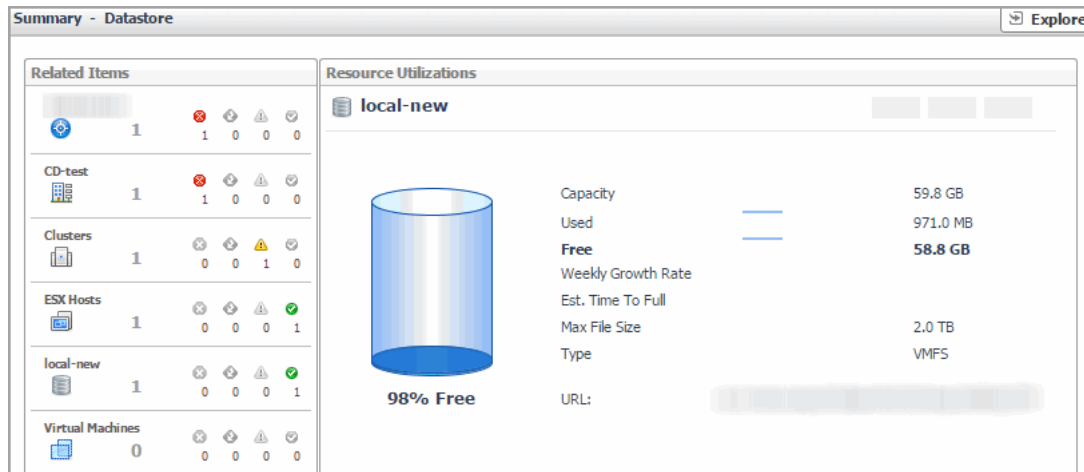 Summary - Datastore
Explore
Related Items
1
1 0 0 0
CD-test
1
1 0 0 0
Clusters
1
0 0 1 0
ESX Hosts
1
0 0 0 1
local-new
1
0 0 0 1
Virtual Machines
0
0 0 0 0
Resource Utilizations
local-new
98% Free
Capacity 59.8 GB
Used 971.0 MB
Free 58.8 GB
Weekly Growth Rate
Est. Time To Full
Max File Size 2.0 TB
Type VMFS
URL: